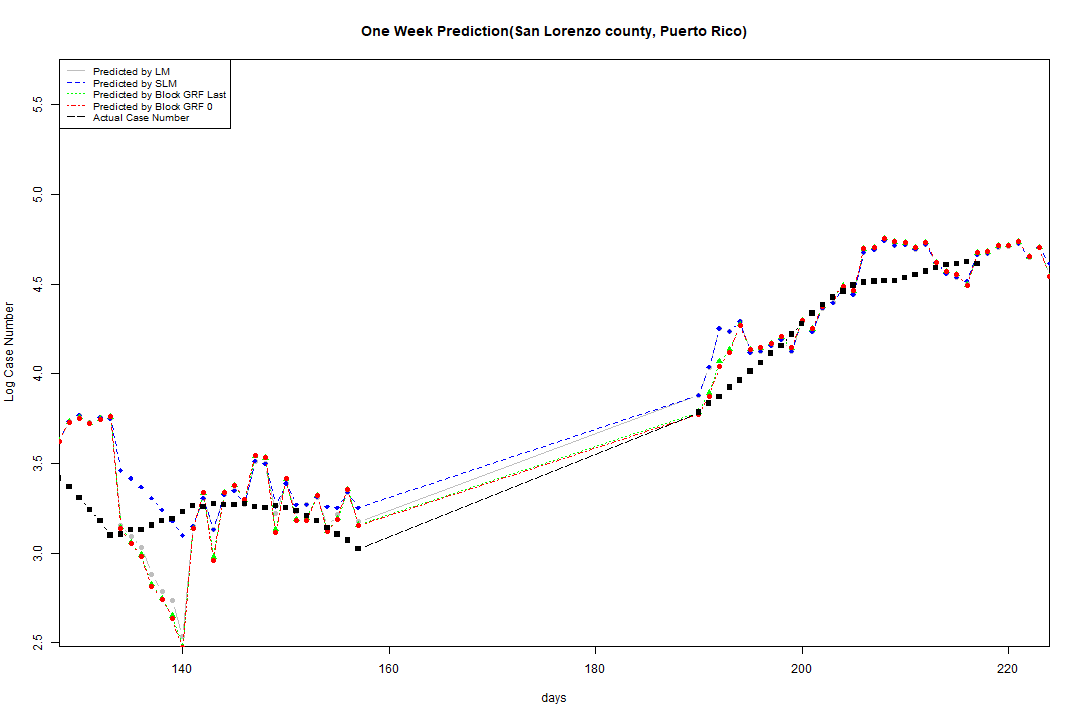 One Week Prediction(San Lorenzo county, Puerto Rico)
Predicted by LM
Predicted by SLM
Predicted by Block GRF Last
Predicted by Block GRF 0
Actual Case Number
5.5
5.0
4.5
4.0
3.5
3.0
2.5
Log Case Number
140 160 180 200 220
days